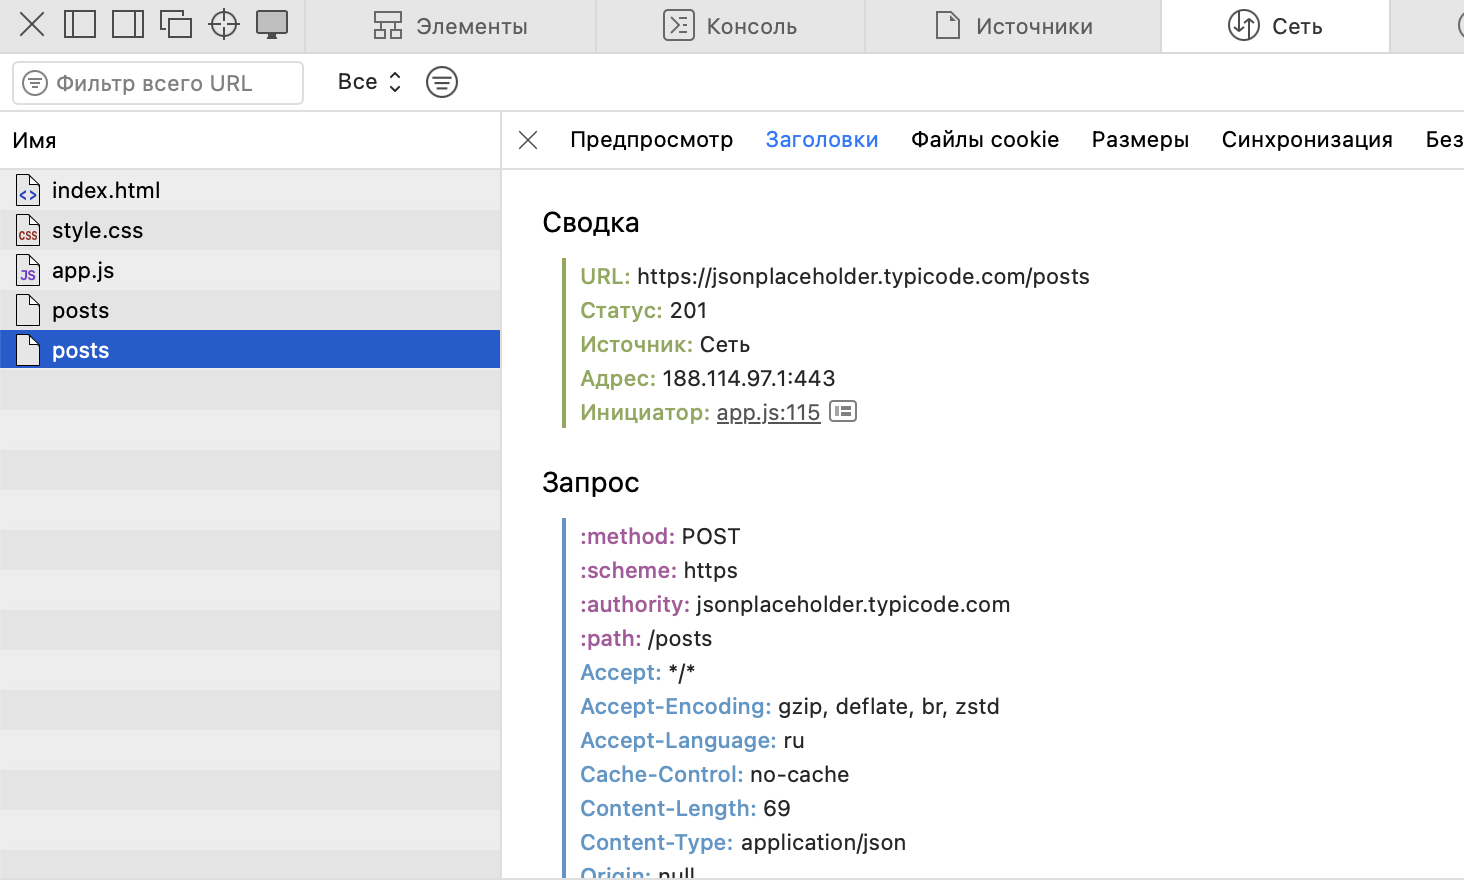 Элементы
Консоль
Источники
Сеть
Фильтр всего URL
Все
Имя
Предпросмотр
Заголовки
Файлы cookie
Размеры
Синхронизация
Без
index.html
style.css
app.js
posts
posts
Сводка
URL: https://jsonplaceholder.typicode.com/posts
Статус: 201
Источник: Сеть
Адрес: 188.114.97.1:443
Инициатор: app.js:115
Запрос
:method: POST
:scheme: https
:authority: jsonplaceholder.typicode.com
:path: /posts
Accept: */*
Accept-Encoding: gzip, deflate, br, zstd
Accept-Language: ru
Cache-Control: no-cache
Content-Length: 69
Content-Type: application/json
Origin: null